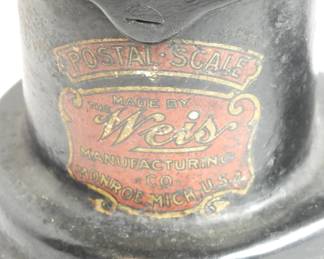 POSTAL·SCALE
MADE BY
THE Weis
MANUFACTURING
CO
MONROE MICH. U.S.A.